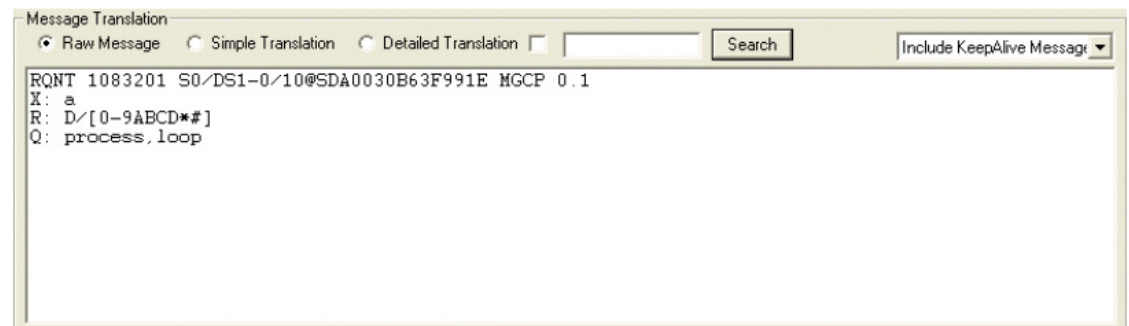 Message Translation
Raw Message Simple Translation Detailed Translation Search Include KeepAlive Message
RQNT 1083201 S0/DS1-0/10@SDA0030B63F991E MGCP 0.1
X: a
R: D/[0-9ABCD*#]
Q: process,loop